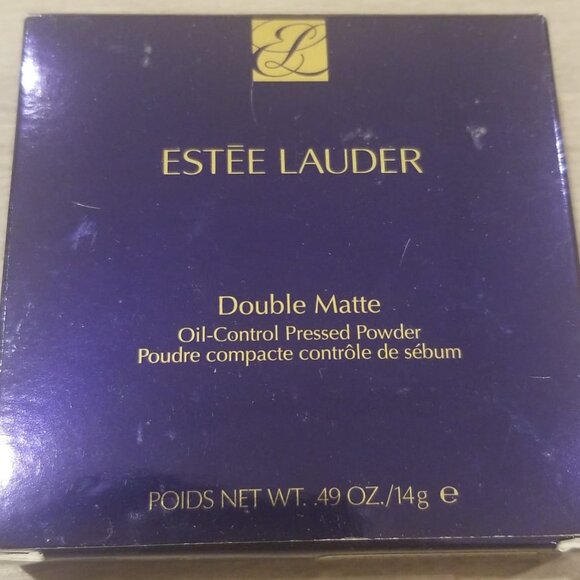 EL
ESTĒE LAUDER
Double Matte
Oil-Control Pressed Powder
Poudre compacte contrôle de sébum
POIDS NET WT. .49 OZ./14g ℮